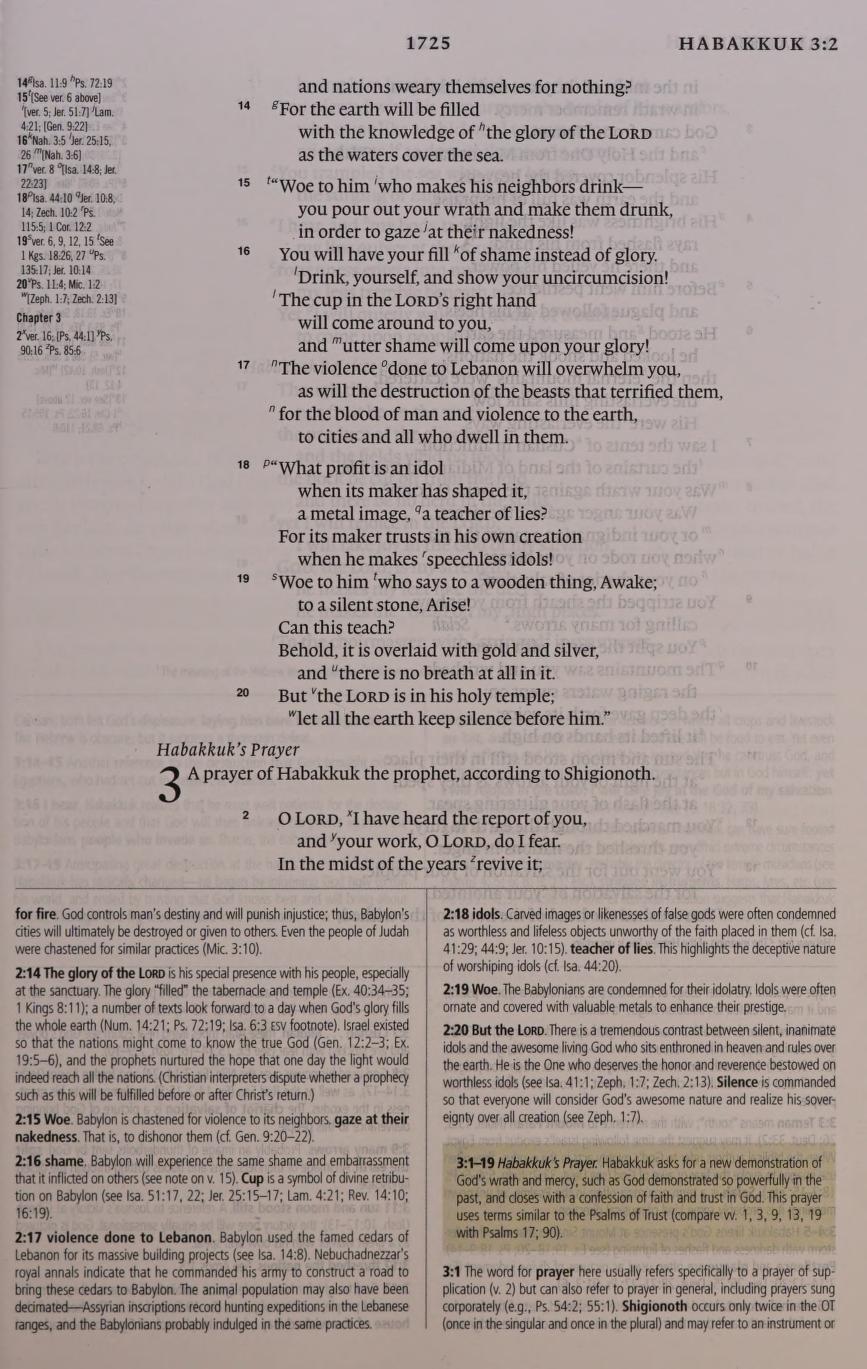 1725
HABAKKUK 3:2
14 g Isa. 11:9 h Ps. 72:19
15 i [See ver. 6 above]
i [ver. 5; Jer. 51:7] j Lam.
4:21; [Gen. 9:22]
16 k Nah. 3:5 l Jer. 25:15,
26 m [Nah. 3:6]
17 n ver. 8 o [Isa. 14:8; Jer.
22:23]
18 p Isa. 44:10 q Jer. 10:8,
14; Zech. 10:2 r Ps.
115:5; 1 Cor. 12:2
19 s ver. 6, 9, 12, 15 t See
1 Kgs. 18:26, 27 u Ps.
135:17; Jer. 10:14
20 v Ps. 11:4; Mic. 1:2
w [Zeph. 1:7; Zech. 2:13]
Chapter 3
2 x ver. 16; [Ps. 44:1] y Ps.
90:16 z Ps. 85:6
and nations weary themselves for nothing?
14 g For the earth will be filled
with the knowledge of h the glory of the LORD
as the waters cover the sea.
15 t “Woe to him i who makes his neighbors drink—
you pour out your wrath and make them drunk,
in order to gaze j at their nakedness!
16 You will have your fill k of shame instead of glory.
l Drink, yourself, and show your uncircumcision!
l The cup in the LORD’s right hand
will come around to you,
and m utter shame will come upon your glory!
17 n The violence o done to Lebanon will overwhelm you,
as will the destruction of the beasts that terrified them,
n for the blood of man and violence to the earth,
to cities and all who dwell in them.
18 p “What profit is an idol
when its maker has shaped it,
a metal image, q a teacher of lies?
For its maker trusts in his own creation
when he makes r speechless idols!
19 s Woe to him t who says to a wooden thing, Awake;
to a silent stone, Arise!
Can this teach?
Behold, it is overlaid with gold and silver,
and u there is no breath at all in it.
20 But v the LORD is in his holy temple;
w let all the earth keep silence before him.”
Habakkuk’s Prayer
3 A prayer of Habakkuk the prophet, according to Shigionoth.
2 O LORD, x I have heard the report of you,
and y your work, O LORD, do I fear.
In the midst of the years z revive it;
for fire. God controls man’s destiny and will punish injustice; thus, Babylon’s
cities will ultimately be destroyed or given to others. Even the people of Judah
were chastened for similar practices (Mic. 3:10).
2:14 The glory of the LORD is his special presence with his people, especially
at the sanctuary. The glory “filled” the tabernacle and temple (Ex. 40:34–35;
1 Kings 8:11); a number of texts look forward to a day when God’s glory fills
the whole earth (Num. 14:21; Ps. 72:19; Isa. 6:3 ESV footnote). Israel existed
so that the nations might come to know the true God (Gen. 12:2–3; Ex.
19:5–6), and the prophets nurtured the hope that one day the light would
indeed reach all the nations. (Christian interpreters dispute whether a prophecy
such as this will be fulfilled before or after Christ’s return.)
2:15 Woe. Babylon is chastened for violence to its neighbors. gaze at their
nakedness. That is, to dishonor them (cf. Gen. 9:20–22).
2:16 shame. Babylon will experience the same shame and embarrassment
that it inflicted on others (see note on v. 15). Cup is a symbol of divine retribu-
tion on Babylon (see Isa. 51:17, 22; Jer. 25:15–17; Lam. 4:21; Rev. 14:10;
16:19).
2:17 violence done to Lebanon. Babylon used the famed cedars of
Lebanon for its massive building projects (see Isa. 14:8). Nebuchadnezzar’s
royal annals indicate that he commanded his army to construct a road to
bring these cedars to Babylon. The animal population may also have been
decimated—Assyrian inscriptions record hunting expeditions in the Lebanese
ranges, and the Babylonians probably indulged in the same practices.
2:18 idols. Carved images or likenesses of false gods were often condemned
as worthless and lifeless objects unworthy of the faith placed in them (cf. Isa.
41:29; 44:9; Jer. 10:15). teacher of lies. This highlights the deceptive nature
of worshiping idols (cf. Isa. 44:20).
2:19 Woe. The Babylonians are condemned for their idolatry. Idols were often
ornate and covered with valuable metals to enhance their prestige.
2:20 But the LORD. There is a tremendous contrast between silent, inanimate
idols and the awesome living God who sits enthroned in heaven and rules over
the earth. He is the One who deserves the honor and reverence bestowed on
worthless idols (see Isa. 41:1; Zeph. 1:7; Zech. 2:13). Silence is commanded
so that everyone will consider God’s awesome nature and realize his sover-
eignty over all creation (see Zeph. 1:7).
3:1–19 Habakkuk’s Prayer. Habakkuk asks for a new demonstration of
God’s wrath and mercy, such as God demonstrated so powerfully in the
past, and closes with a confession of faith and trust in God. This prayer
uses terms similar to the Psalms of Trust (compare vv. 1, 3, 9, 13, 19
with Psalms 17; 90).
3:1 The word for prayer here usually refers specifically to a prayer of sup-
plication (v. 2) but can also refer to prayer in general, including prayers sung
corporately (e.g., Ps. 54:2; 55:1). Shigionoth occurs only twice in the OT
(once in the singular and once in the plural) and may refer to an instrument or